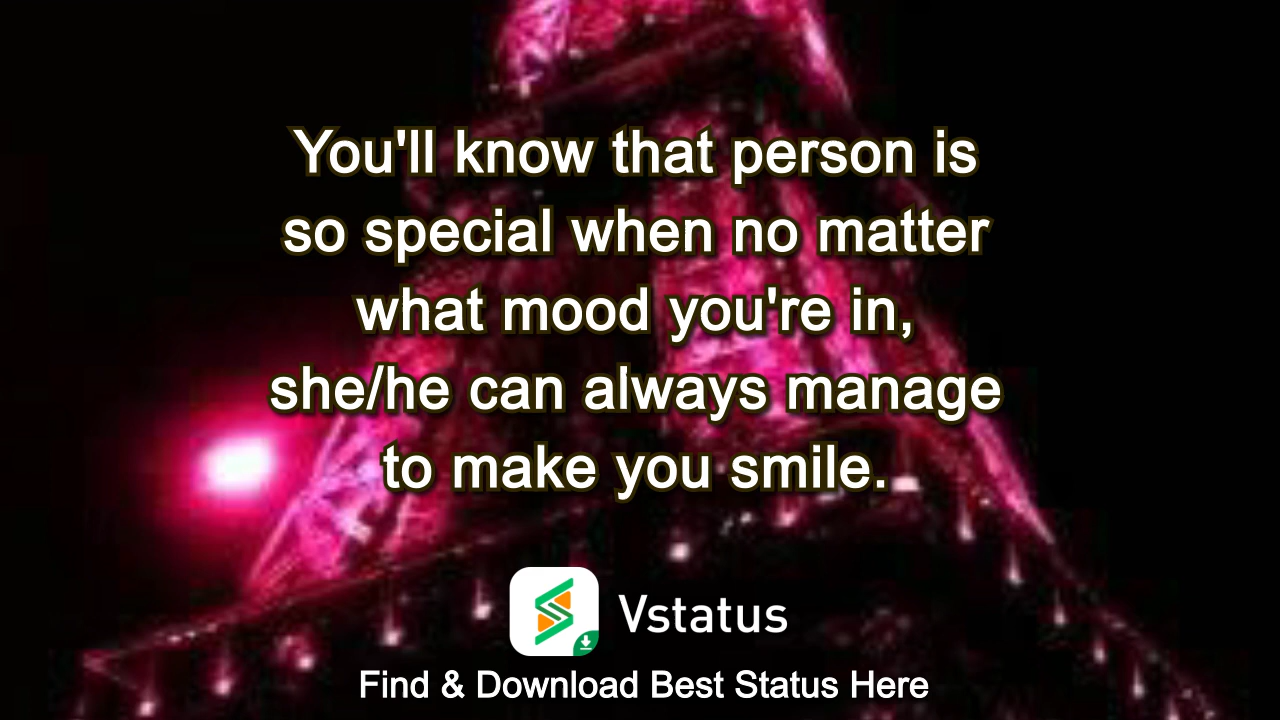 You'll know that person is
so special when no matter
what mood you're in,
she/he can always manage
to make you smile.
Vstatus
Find & Download Best Status Here